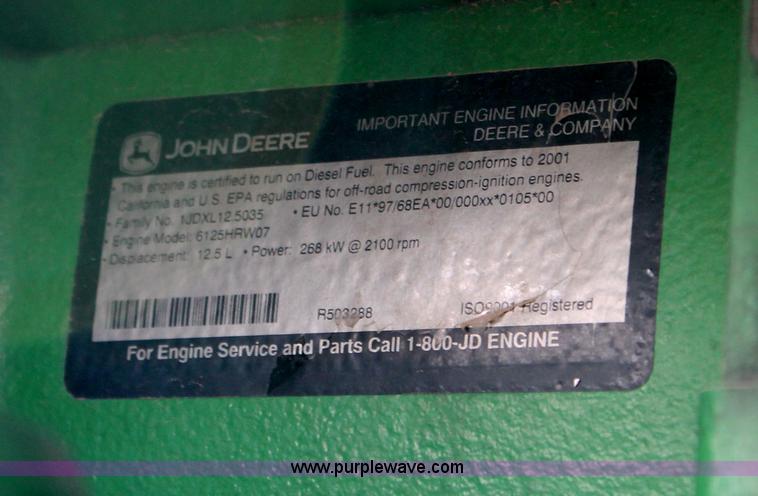 JOHN DEERE
IMPORTANT ENGINE INFORMATION
DEERE & COMPANY
• This engine is certified to run on Diesel Fuel. This engine conforms to 2001
California and U.S. EPA regulations for off-road compression-ignition engines.
• Family No. 1JDXL12.5035 • EU No. E11*97/68EA*00/000xx*0105*00
• Engine Model: 6125HRW07
• Displacement: 12.5 L • Power: 268 kW @ 2100 rpm
R503288
ISO9001 Registered
For Engine Service and Parts Call 1-800-JD ENGINE
www.purplewave.com